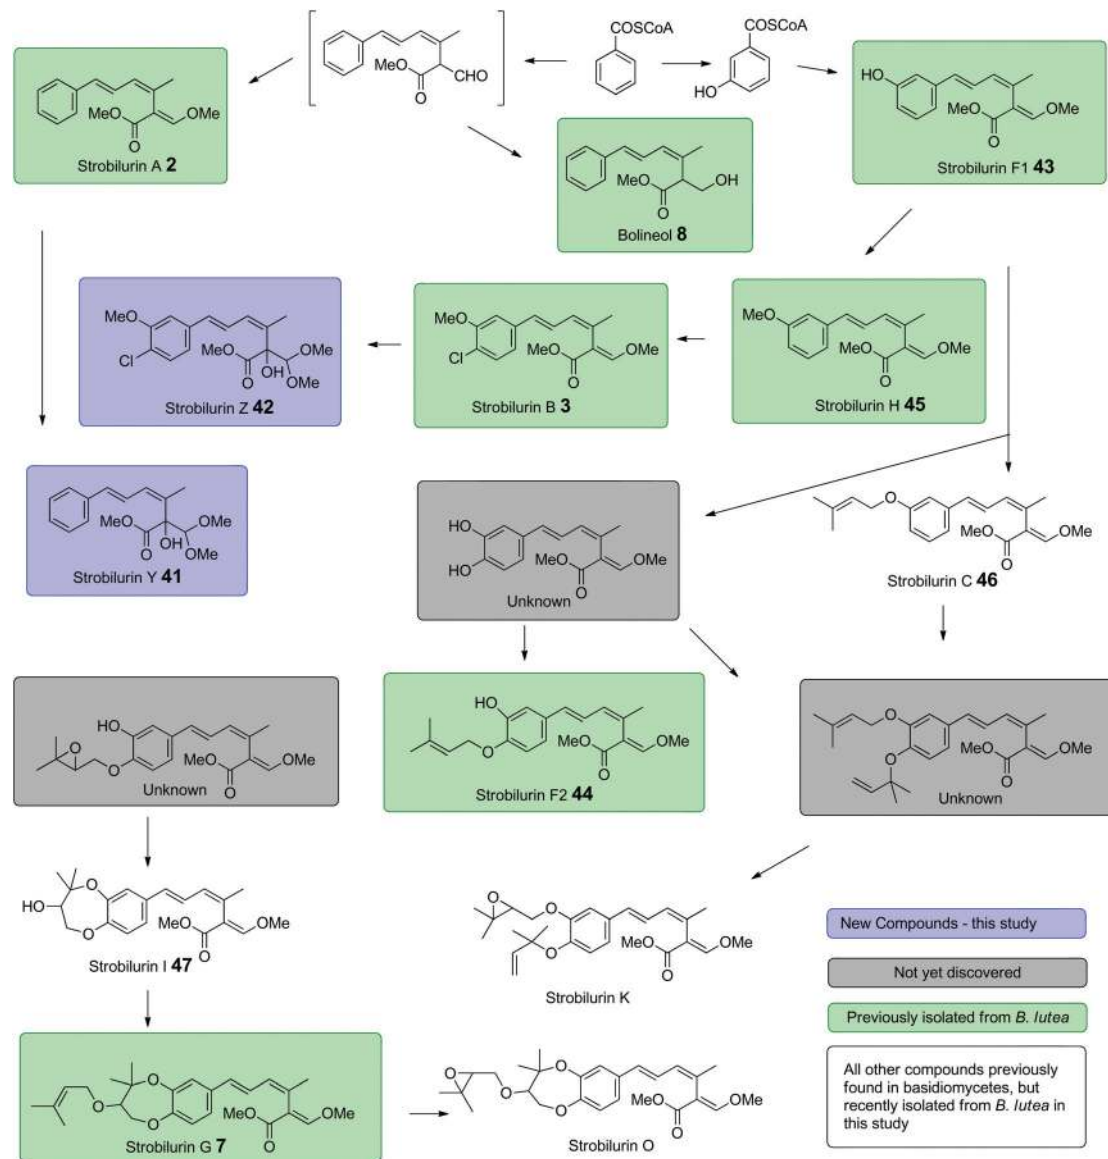 COSCoA
COSCoA
MeO
CHO
O
HO
MeO
OMe
O
Strobilurin A 2
HO
MeO
OMe
O
Strobilurin F1 43
MeO
OH
O
Bolineol 8
MeO
Cl
MeO
OMe
O
OH
OMe
Strobilurin Z 42
MeO
Cl
MeO
OMe
O
Strobilurin B 3
MeO
MeO
OMe
O
Strobilurin H 45
MeO
OMe
O
OH
OMe
Strobilurin Y 41
HO
HO
MeO
OMe
O
Unknown
O
MeO
OMe
O
Strobilurin C 46
HO
O
O
MeO
OMe
O
Unknown
HO
O
MeO
OMe
O
Strobilurin F2 44
O
O
MeO
OMe
O
Unknown
O
HO
O
MeO
OMe
O
Strobilurin I 47
O
O
O
MeO
OMe
O
Strobilurin K
New Compounds - this study
Not yet discovered
Previously isolated from B. lutea
All other compounds previously
found in basidiomycetes, but
recently isolated from B. lutea in
this study
O
O
O
MeO
OMe
O
Strobilurin G 7
O
O
O
O
MeO
OMe
O
Strobilurin O